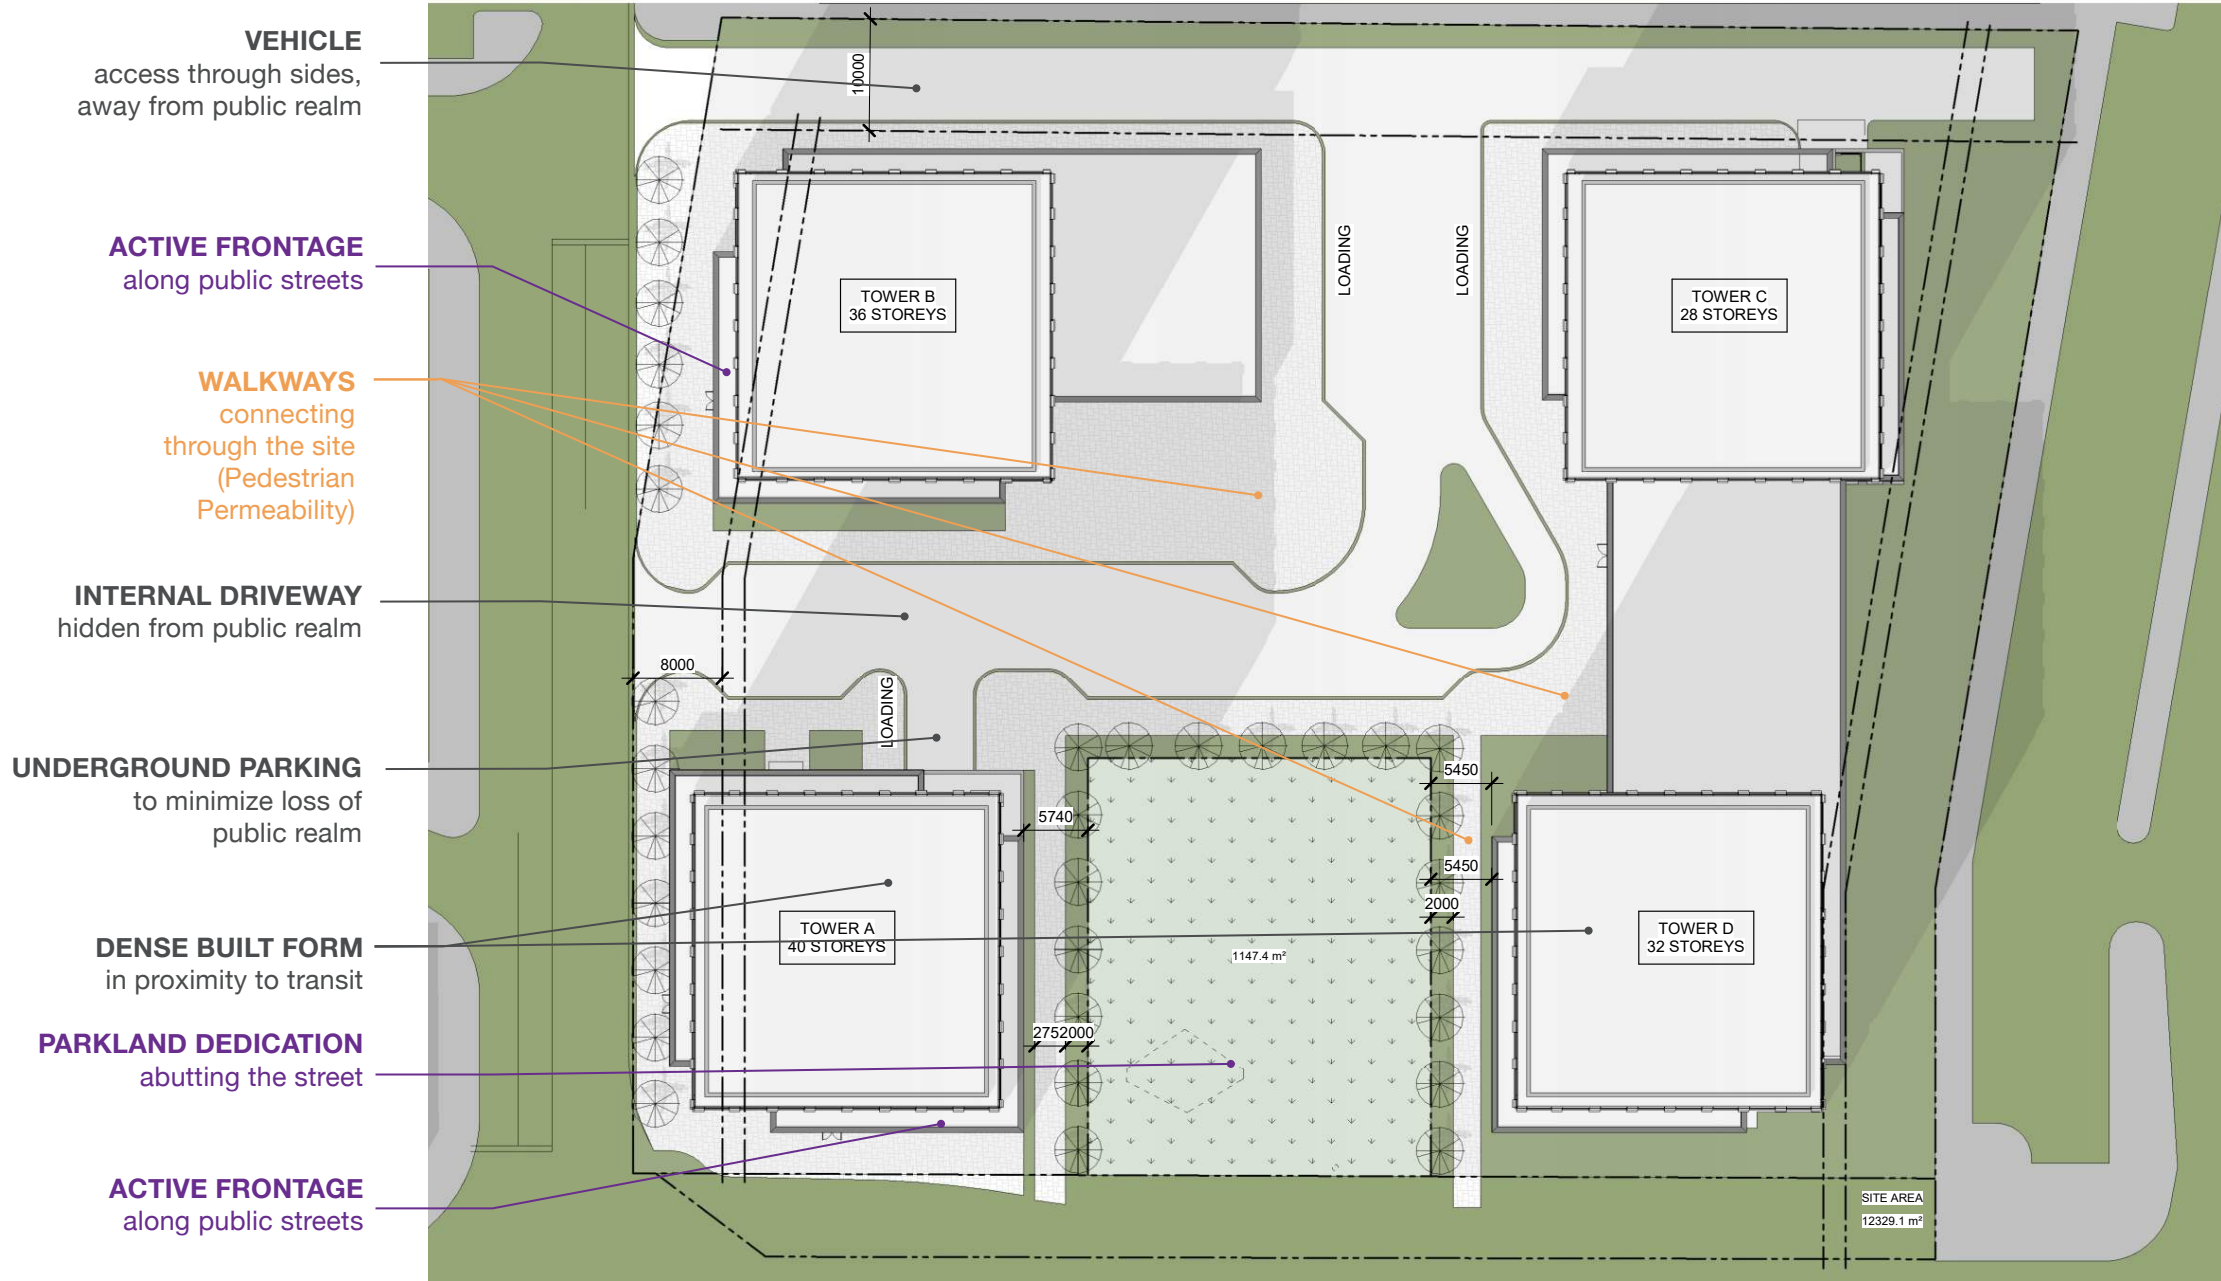 VEHICLE
access through sides,
away from public realm
ACTIVE FRONTAGE
along public streets
WALKWAYS
connecting
through the site
(Pedestrian
Permeability)
INTERNAL DRIVEWAY
hidden from public realm
UNDERGROUND PARKING
to minimize loss of
public realm
DENSE BUILT FORM
in proximity to transit
PARKLAND DEDICATION
abutting the street
ACTIVE FRONTAGE
along public streets
10000
LOADING
LOADING
TOWER B
36 STOREYS
TOWER C
28 STOREYS
8000
LOADING
5450
5740
5450
2000
TOWER A
40 STOREYS
TOWER D
32 STOREYS
1147.4 m²
2752000
SITE AREA
12329.1 m²